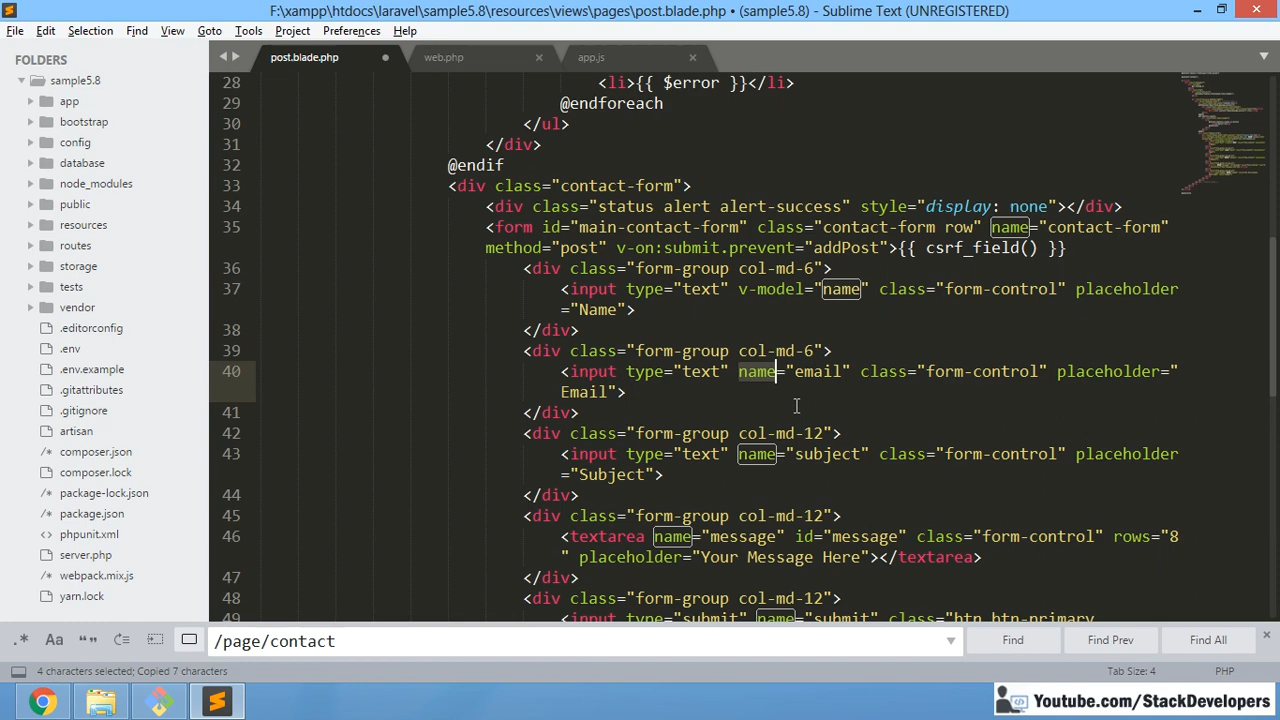 F:\xampp\htdocs\laravel\sample5.8\resources\views\pages\post.blade.php • (sample5.8) - Sublime Text (UNREGISTERED)
File Edit Selection Find View Goto Tools Project Preferences Help
FOLDERS
sample5.8
app
bootstrap
config
database
node_modules
public
resources
routes
storage
tests
vendor
.editorconfig
.env
.env.example
.gitattributes
.gitignore
artisan
composer.json
composer.lock
package-lock.json
package.json
phpunit.xml
server.php
webpack.mix.js
yarn.lock
post.blade.php web.php app.js
28 <li>{{ $error }}</li>
29 @endforeach
30 </ul>
31 </div>
32 @endif
33 <div class="contact-form">
34 <div class="status alert alert-success" style="display: none"></div>
35 <form id="main-contact-form" class="contact-form row" name="contact-form"
method="post" v-on:submit.prevent="addPost">{{ csrf_field() }}
36 <div class="form-group col-md-6">
37 <input type="text" v-model="name" class="form-control" placeholder
="Name">
38 </div>
39 <div class="form-group col-md-6">
40 <input type="text" name="email" class="form-control" placeholder="
Email">
41 </div>
42 <div class="form-group col-md-12">
43 <input type="text" name="subject" class="form-control" placeholder
="Subject">
44 </div>
45 <div class="form-group col-md-12">
46 <textarea name="message" id="message" class="form-control" rows="8
" placeholder="Your Message Here"></textarea>
47 </div>
48 <div class="form-group col-md-12">
49 <input type="submit" name="submit" class="btn btn-primary
.* Aa /page/contact Find Find Prev Find All
4 characters selected; Copied 7 characters Tab Size: 4 PHP
Youtube.com/StackDevelopers